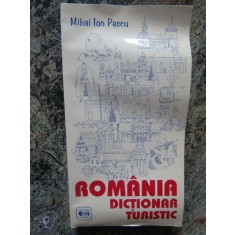 Mihai Ion Pascu
ROMÂNIA
DICȚIONAR
TURISTIC